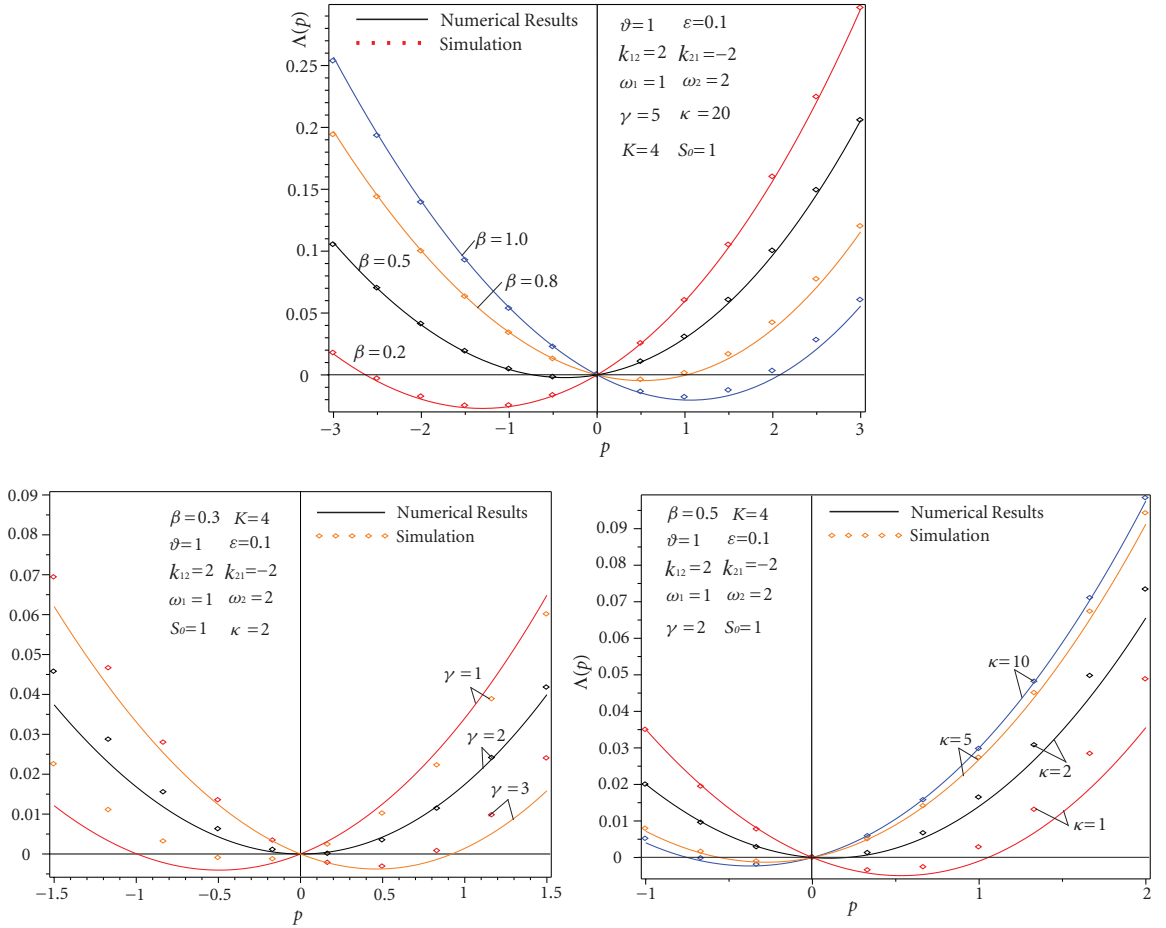 Λ(p)
Numerical Results
Simulation
ϑ=1 ε=0.1
k₁₂=2 k₂₁=−2
ω₁=1 ω₂=2
γ=5 κ=20
K=4 S₀=1
0.25
0.2
0.15
0.1
0.05
0
β=1.0
β=0.5
β=0.8
β=0.2
−3 −2 −1 0 1 2 3
p
0.09
0.08
0.07
0.06
0.05
0.04
0.03
0.02
0.01
0
β=0.3 K=4
ϑ=1 ε=0.1
k₁₂=2 k₂₁=−2
ω₁=1 ω₂=2
S₀=1 κ=2
Numerical Results
Simulation
γ=1
γ=2
γ=3
−1.5 −1 −0.5 0 0.5 1 1.5
p
Λ(p)
0.09
0.08
0.07
0.06
0.05
0.04
0.03
0.02
0.01
0
β=0.5 K=4
ϑ=1 ε=0.1
k₁₂=2 k₂₁=−2
ω₁=1 ω₂=2
γ=2 S₀=1
Numerical Results
Simulation
κ=10
κ=5
κ=2
κ=1
−1 0 1 2
p